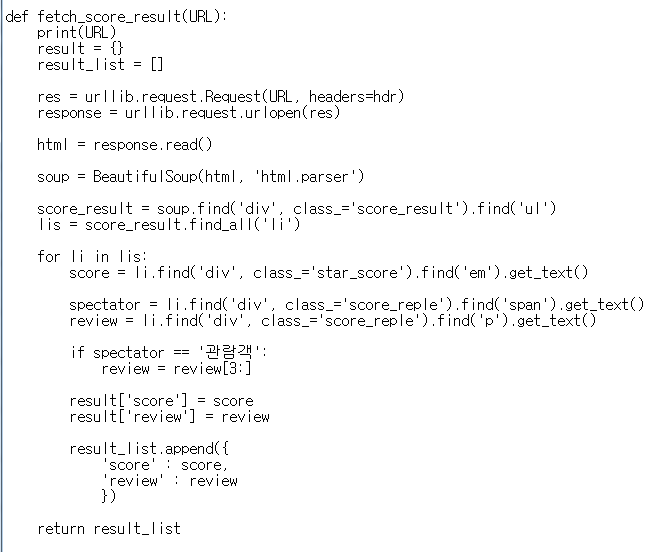 def fetch_score_result(URL):
    print(URL)
    result = {}
    result_list = []

    res = urllib.request.Request(URL, headers=hdr)
    response = urllib.request.urlopen(res)

    html = response.read()

    soup = BeautifulSoup(html, 'html.parser')

    score_result = soup.find('div', class_='score_result').find('ul')
    lis = score_result.find_all('li')

    for li in lis:
        score = li.find('div', class_='star_score').find('em').get_text()

        spectator = li.find('div', class_='score_reple').find('span').get_text()
        review = li.find('div', class_='score_reple').find('p').get_text()

        if spectator == '관람객':
            review = review[3:]

        result['score'] = score
        result['review'] = review

        result_list.append({
            'score' : score,
            'review' : review
            })

    return result_list